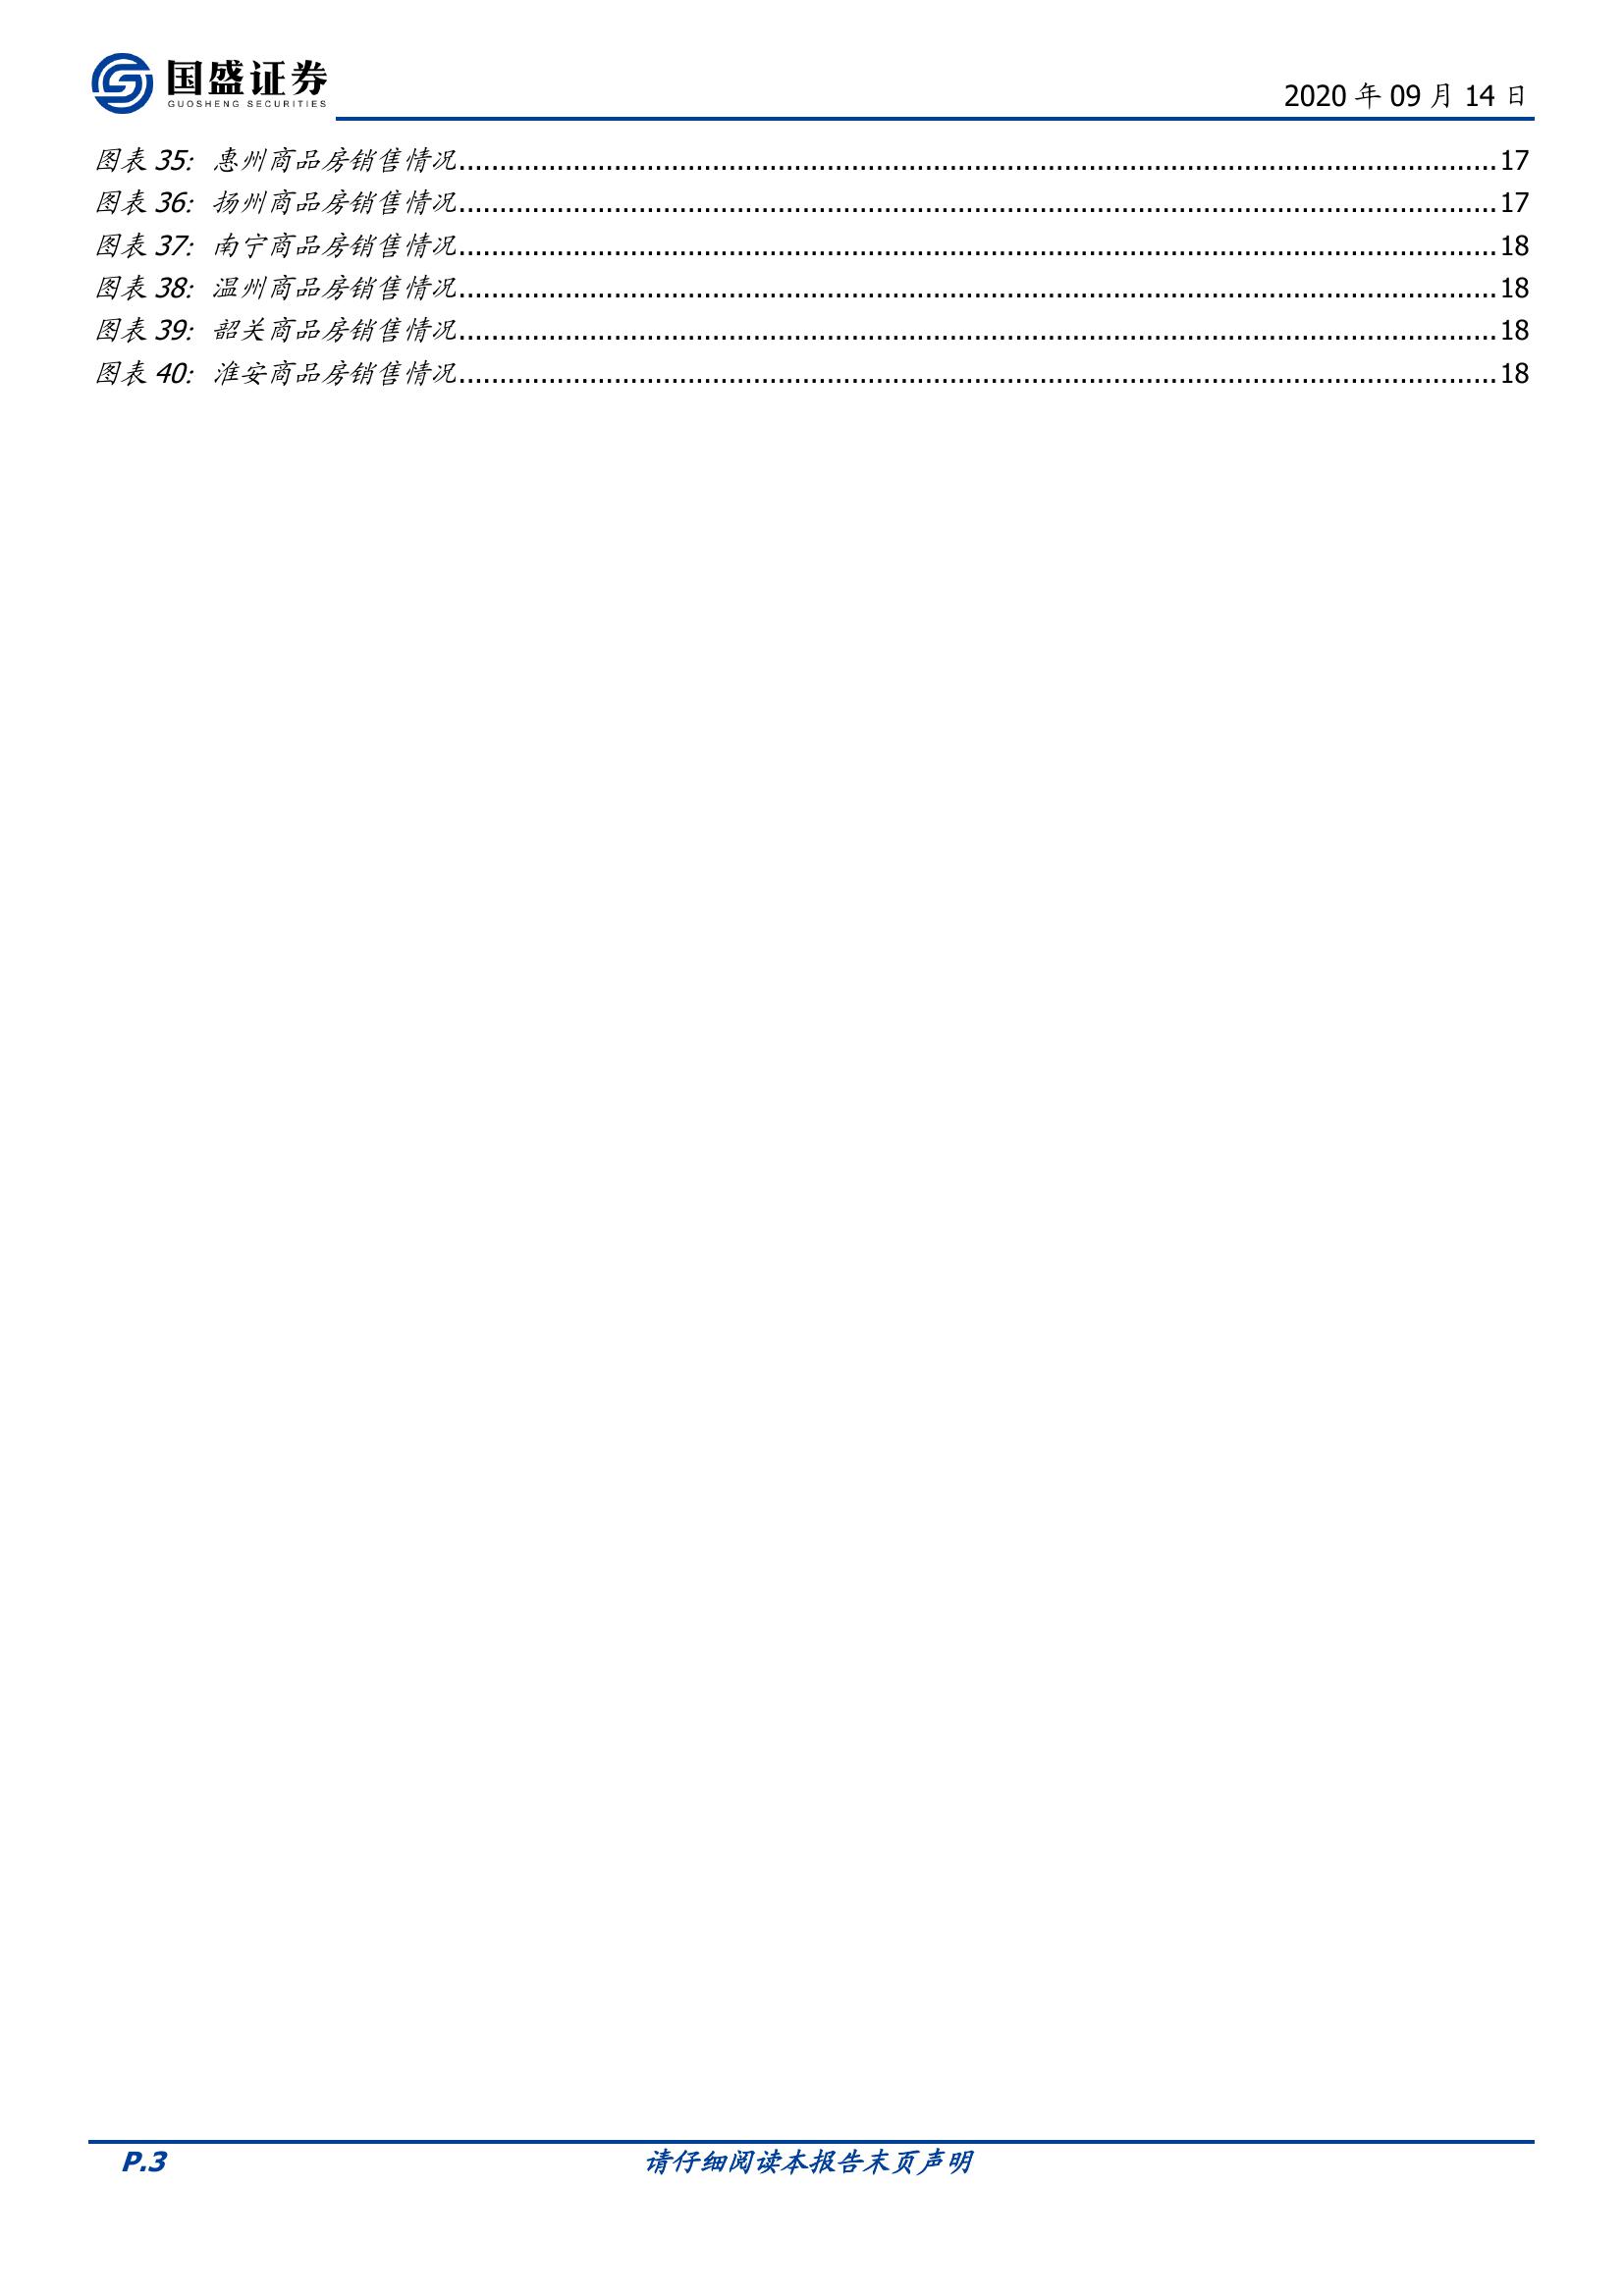 国盛证券
GUOSHENG SECURITIES
2020 年 09 月 14 日
图表 35: 惠州商品房销售情况........................................................................................................................17
图表 36: 扬州商品房销售情况........................................................................................................................17
图表 37: 南宁商品房销售情况........................................................................................................................18
图表 38: 温州商品房销售情况........................................................................................................................18
图表 39: 韶关商品房销售情况........................................................................................................................18
图表 40: 淮安商品房销售情况........................................................................................................................18
P.3 请仔细阅读本报告末页声明